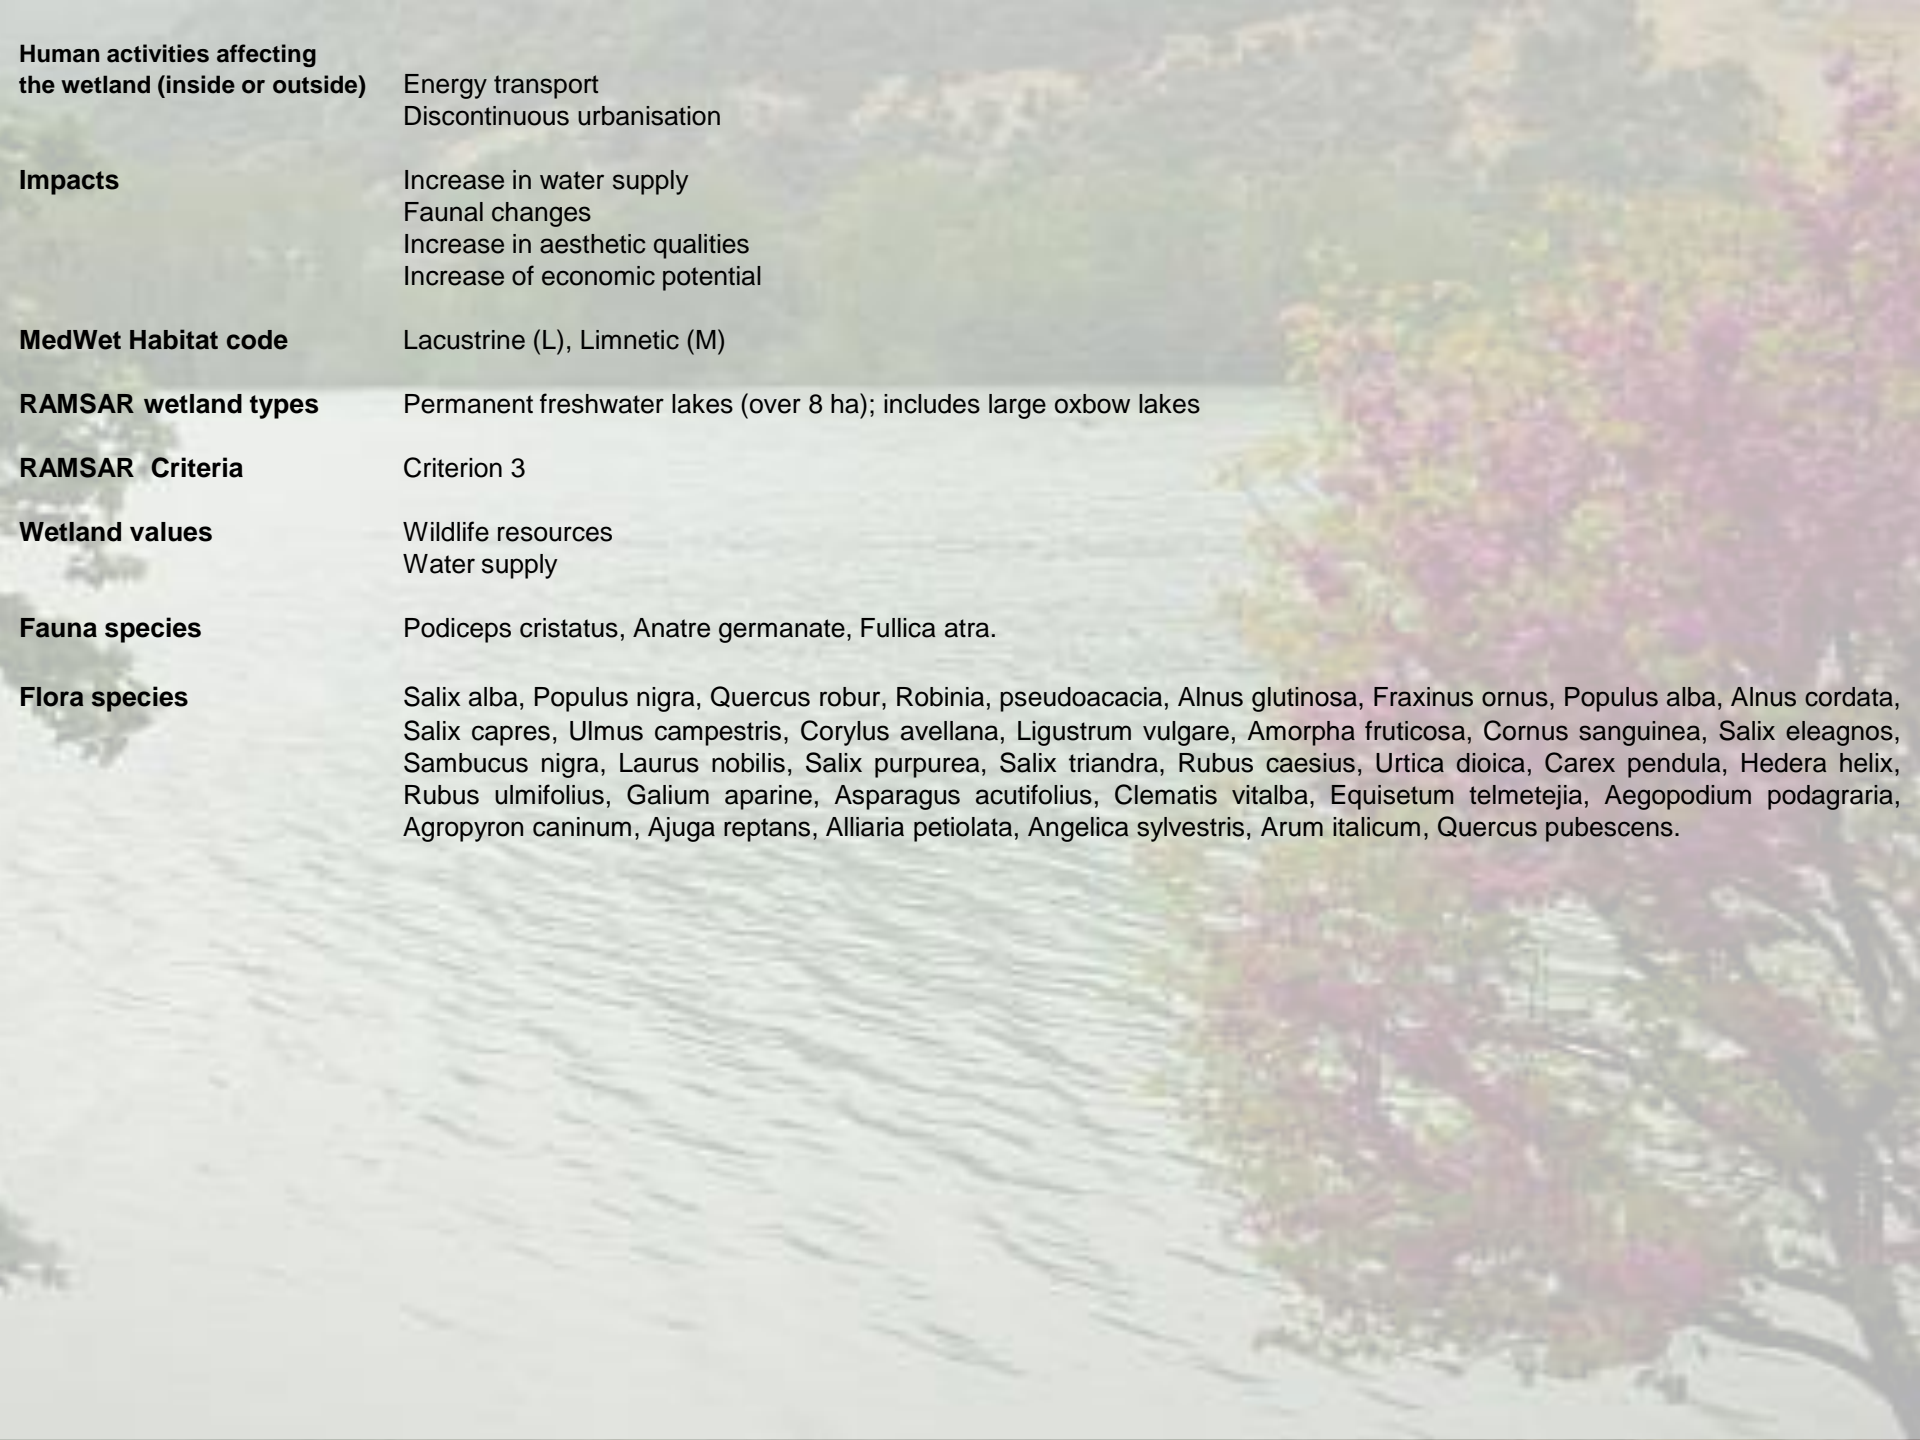 Human activities affecting
the wetland (inside or outside) Energy transport
Discontinuous urbanisation
Impacts Increase in water supply
Faunal changes
Increase in aesthetic qualities
Increase of economic potential
MedWet Habitat code Lacustrine (L), Limnetic (M)
RAMSAR wetland types Permanent freshwater lakes (over 8 ha); includes large oxbow lakes
RAMSAR Criteria Criterion 3
Wetland values Wildlife resources
Water supply
Fauna species Podiceps cristatus, Anatre germanate, Fullica atra.
Flora species Salix alba, Populus nigra, Quercus robur, Robinia, pseudoacacia, Alnus glutinosa, Fraxinus ornus, Populus alba, Alnus cordata,
Salix capres, Ulmus campestris, Corylus avellana, Ligustrum vulgare, Amorpha fruticosa, Cornus sanguinea, Salix eleagnos,
Sambucus nigra, Laurus nobilis, Salix purpurea, Salix triandra, Rubus caesius, Urtica dioica, Carex pendula, Hedera helix,
Rubus ulmifolius, Galium aparine, Asparagus acutifolius, Clematis vitalba, Equisetum telmetejia, Aegopodium podagraria,
Agropyron caninum, Ajuga reptans, Alliaria petiolata, Angelica sylvestris, Arum italicum, Quercus pubescens.